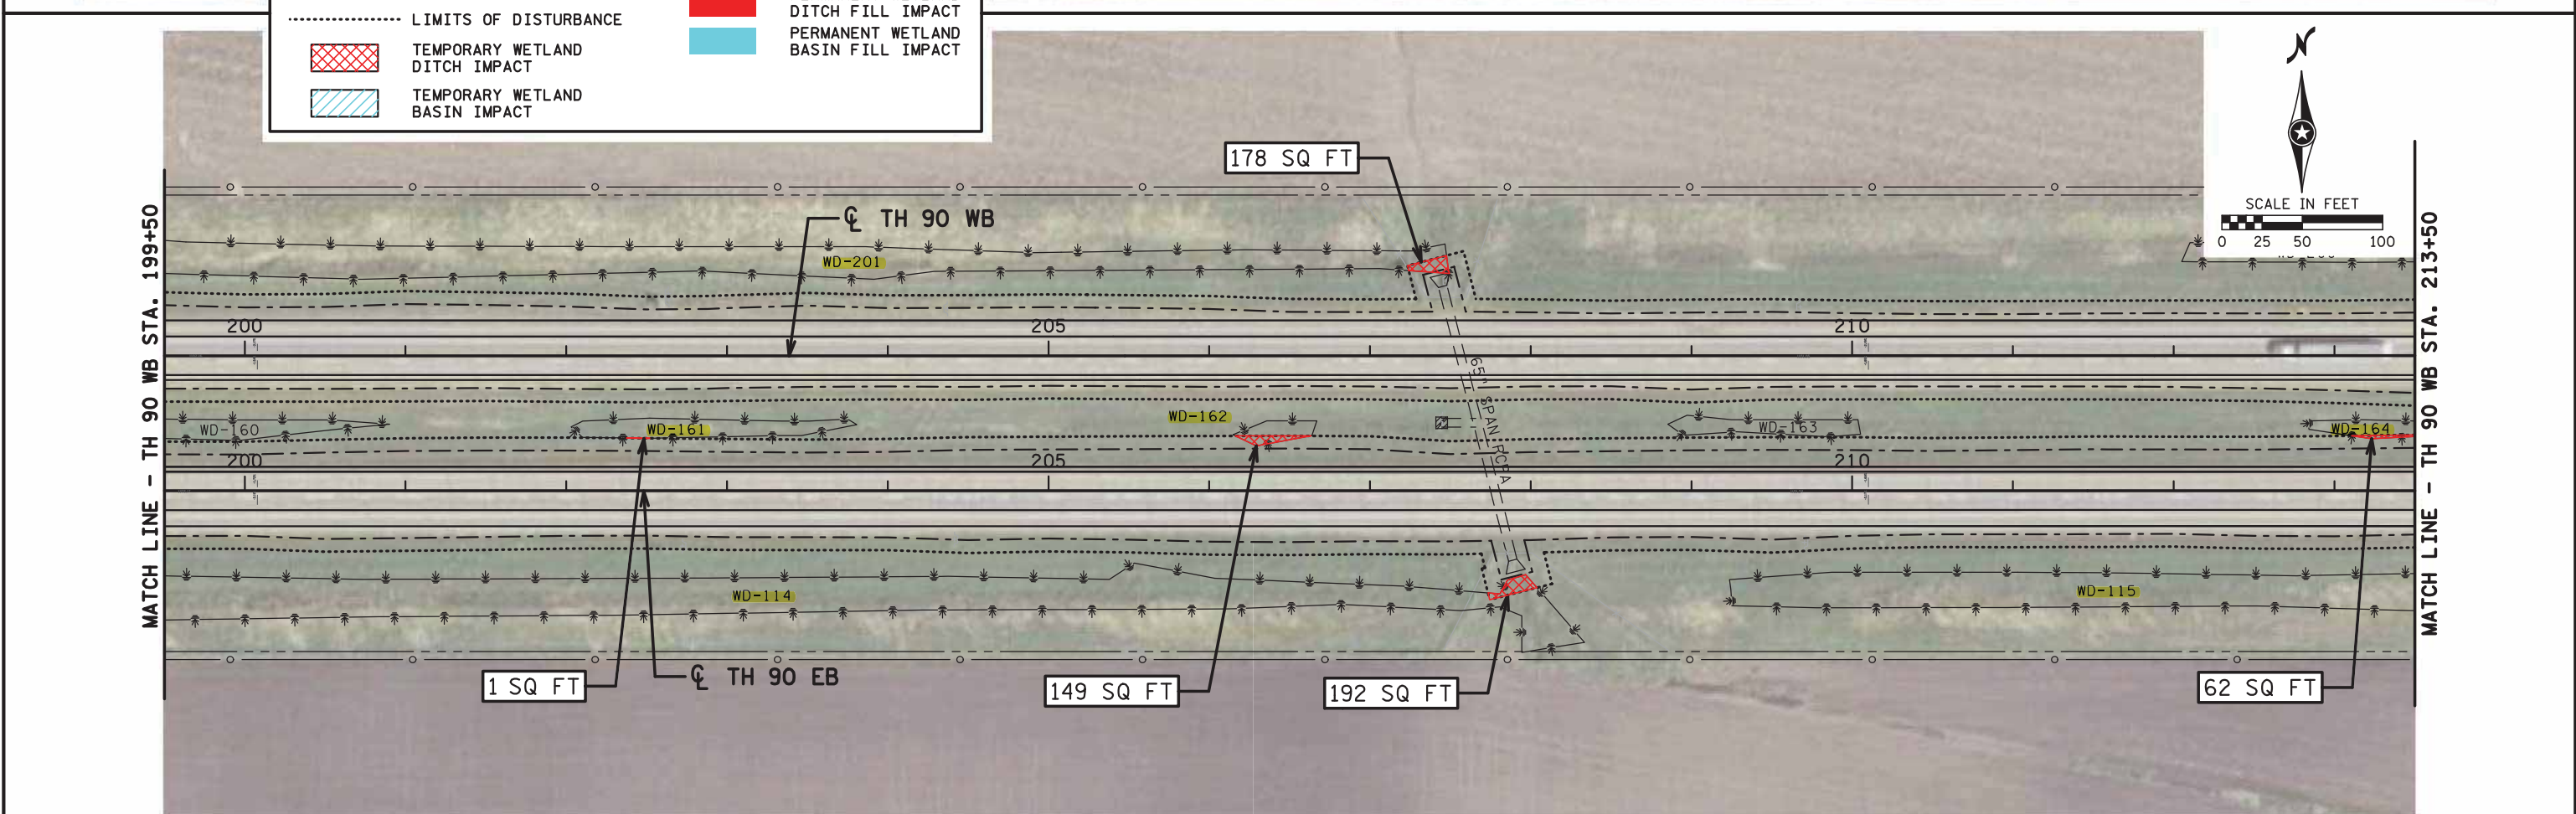 LIMITS OF DISTURBANCE
TEMPORARY WETLAND
DITCH IMPACT
TEMPORARY WETLAND
BASIN IMPACT
DITCH FILL IMPACT
PERMANENT WETLAND
BASIN FILL IMPACT
N
SCALE IN FEET
0 25 50 100
178 SQ FT
℄ TH 90 WB
WD-201
MATCH LINE - TH 90 WB STA. 199+50
MATCH LINE - TH 90 WB STA. 213+50
200 205 210
65" SPAN RCPA
WD-160
WD-161
WD-162
WD-163
WD-164
200 205 210
WD-114
WD-115
1 SQ FT
℄ TH 90 EB
149 SQ FT
192 SQ FT
62 SQ FT